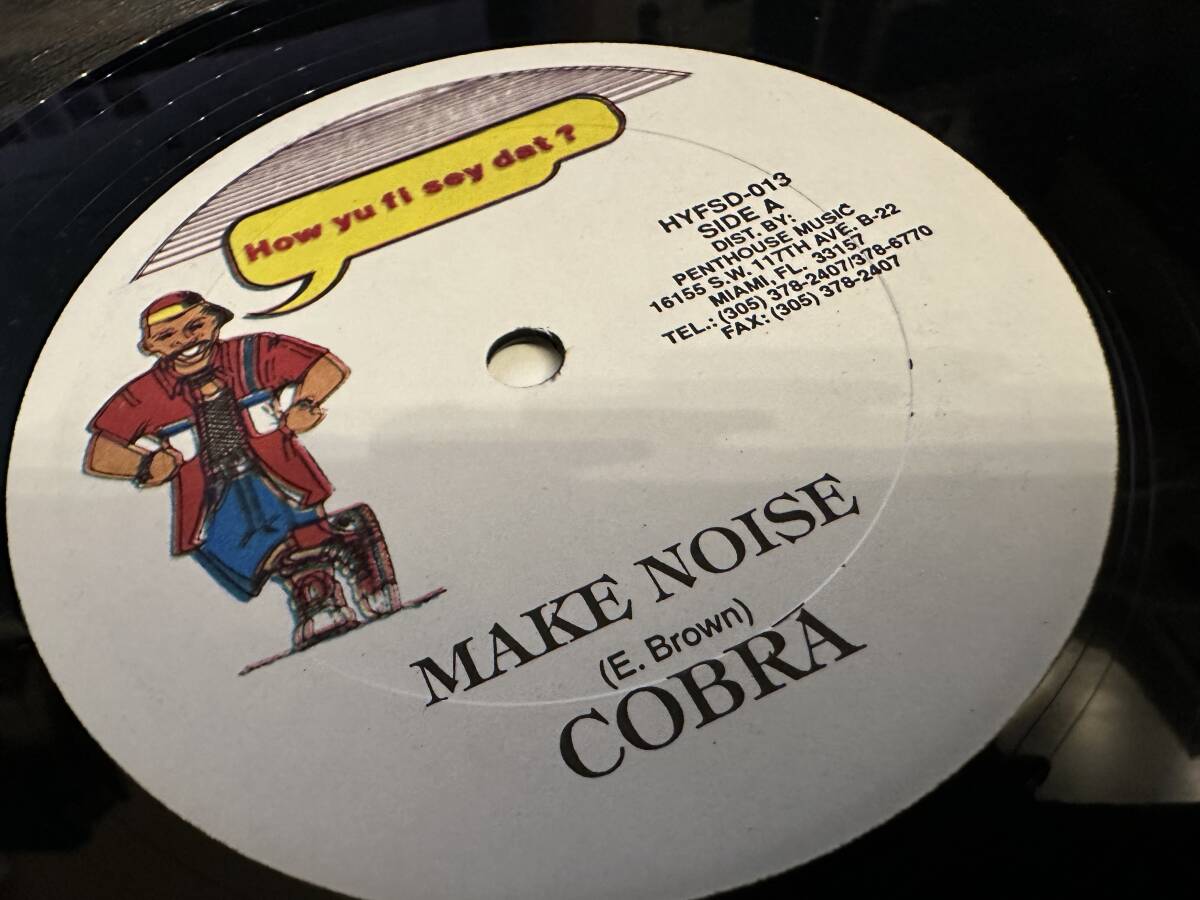 How yu fi sey dat ?
HYFSD-013
SIDE A
DIST. BY:
PENTHOUSE MUSIC
16155 S.W. 117TH AVE. B-22
MIAMI, FL. 33157
TEL.: (305) 378-2407/378-6770
FAX: (305) 378-2407
MAKE NOISE
(E. Brown)
COBRA